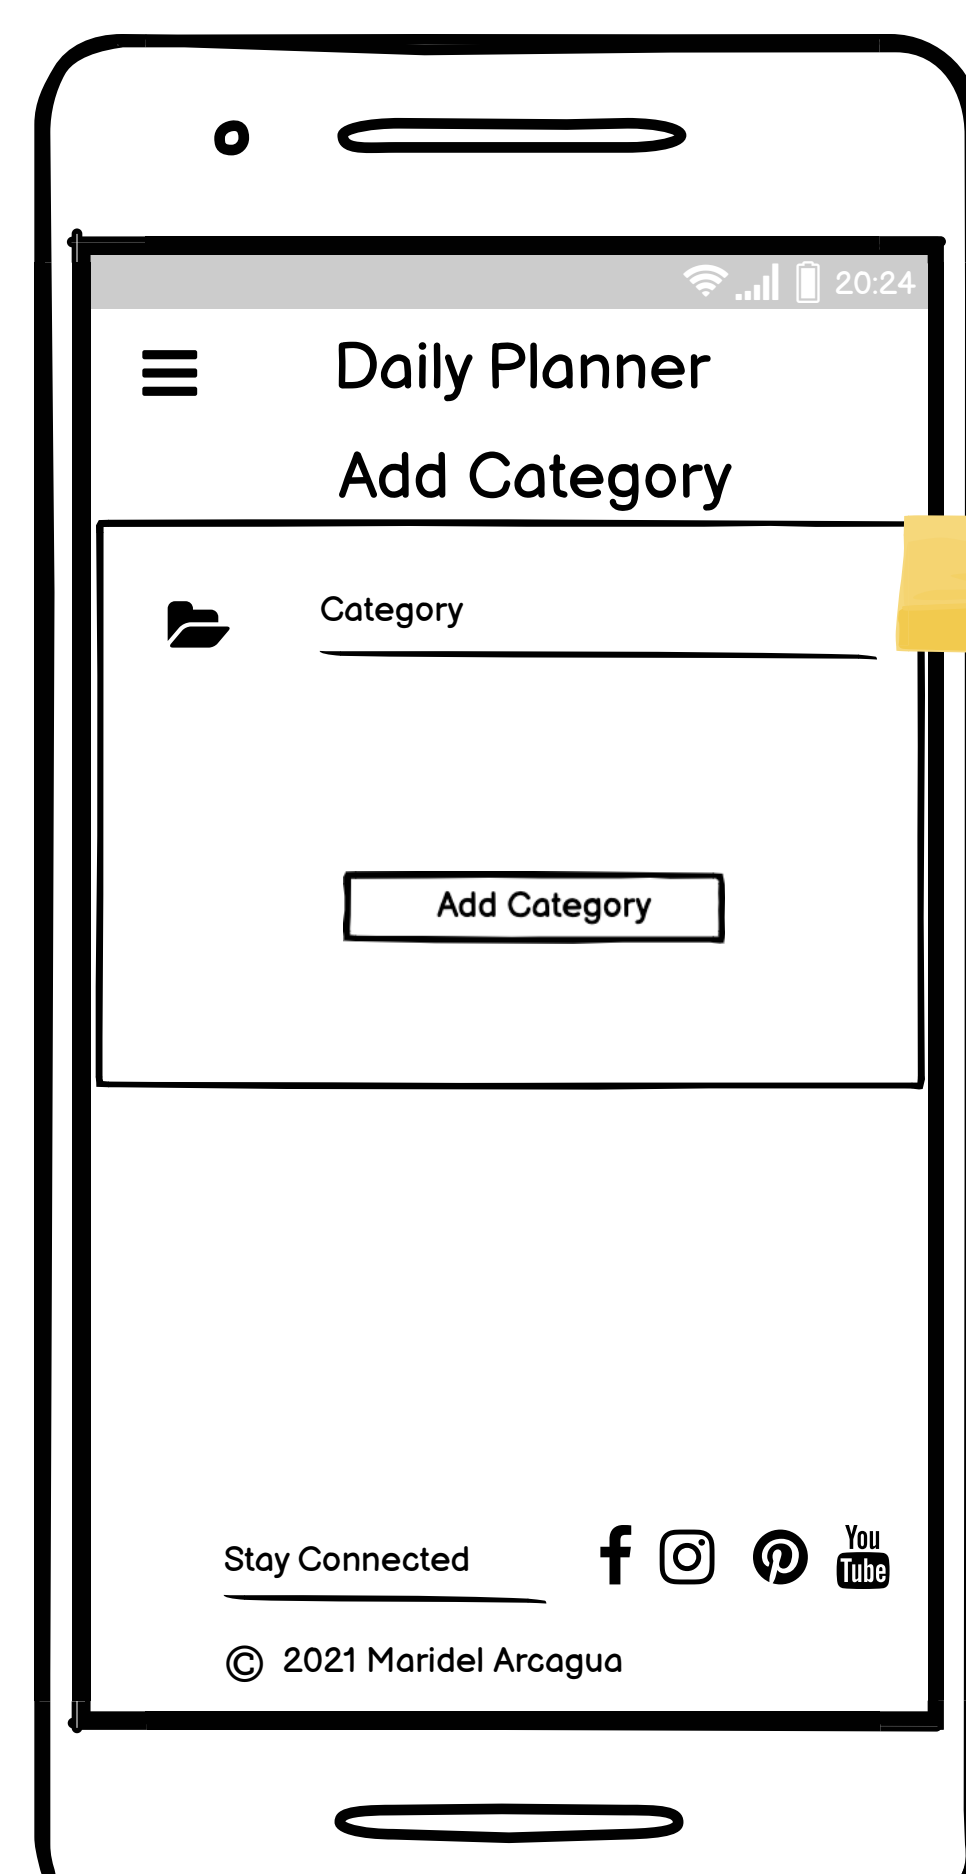 20:24
Daily Planner
Add Category
Category
Add Category
You
Tube
Stay Connected
© 2021 Maridel Arcagua